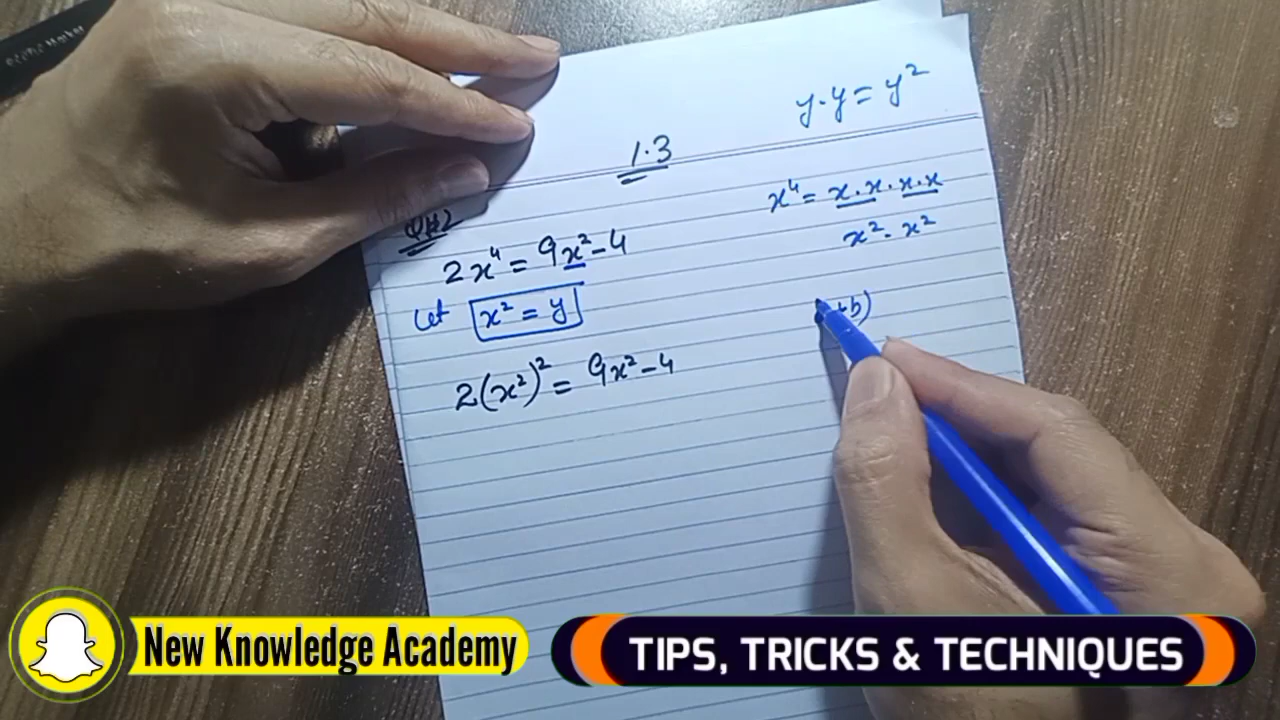 y.y = y²
1.3
Q#2
x⁴ = x.x.x.x
x².x²
2x⁴ = 9x²-4
Let x² = y
+b)
2(x²)² = 9x²-4
New Knowledge Academy
TIPS, TRICKS & TECHNIQUES